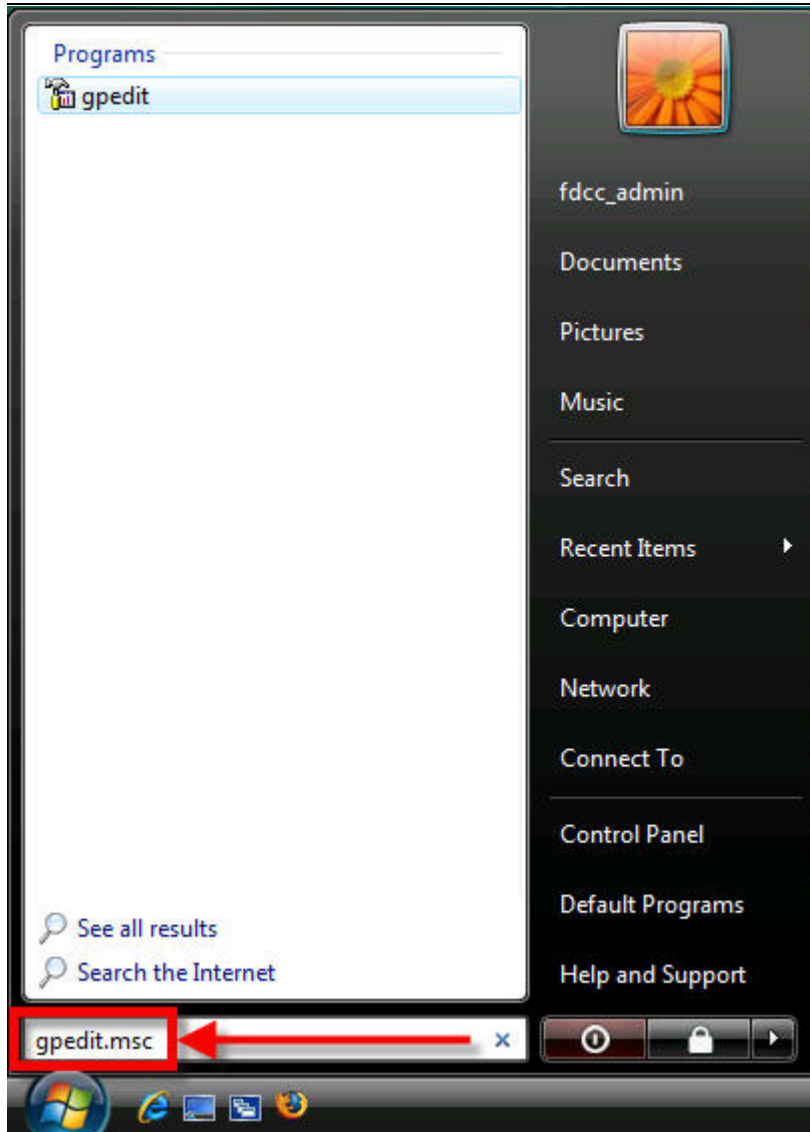 Programs
gpedit
See all results
Search the Internet
gpedit.msc
fdcc_admin
Documents
Pictures
Music
Search
Recent Items
Computer
Network
Connect To
Control Panel
Default Programs
Help and Support